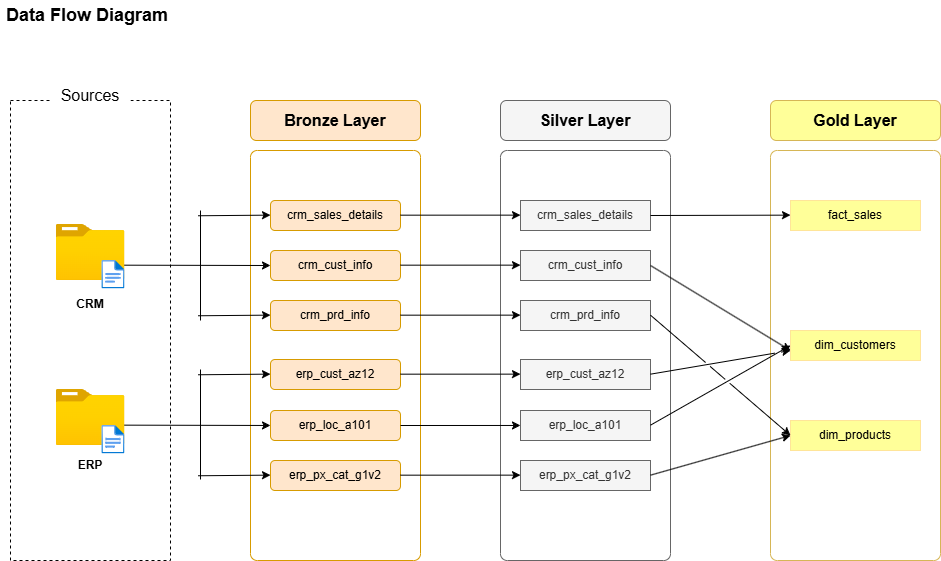 Data Flow Diagram
Sources
Bronze Layer
Silver Layer
Gold Layer
crm_sales_details
crm_sales_details
fact_sales
crm_cust_info
crm_cust_info
CRM
crm_prd_info
crm_prd_info
dim_customers
erp_cust_az12
erp_cust_az12
erp_loc_a101
erp_loc_a101
dim_products
ERP
erp_px_cat_g1v2
erp_px_cat_g1v2